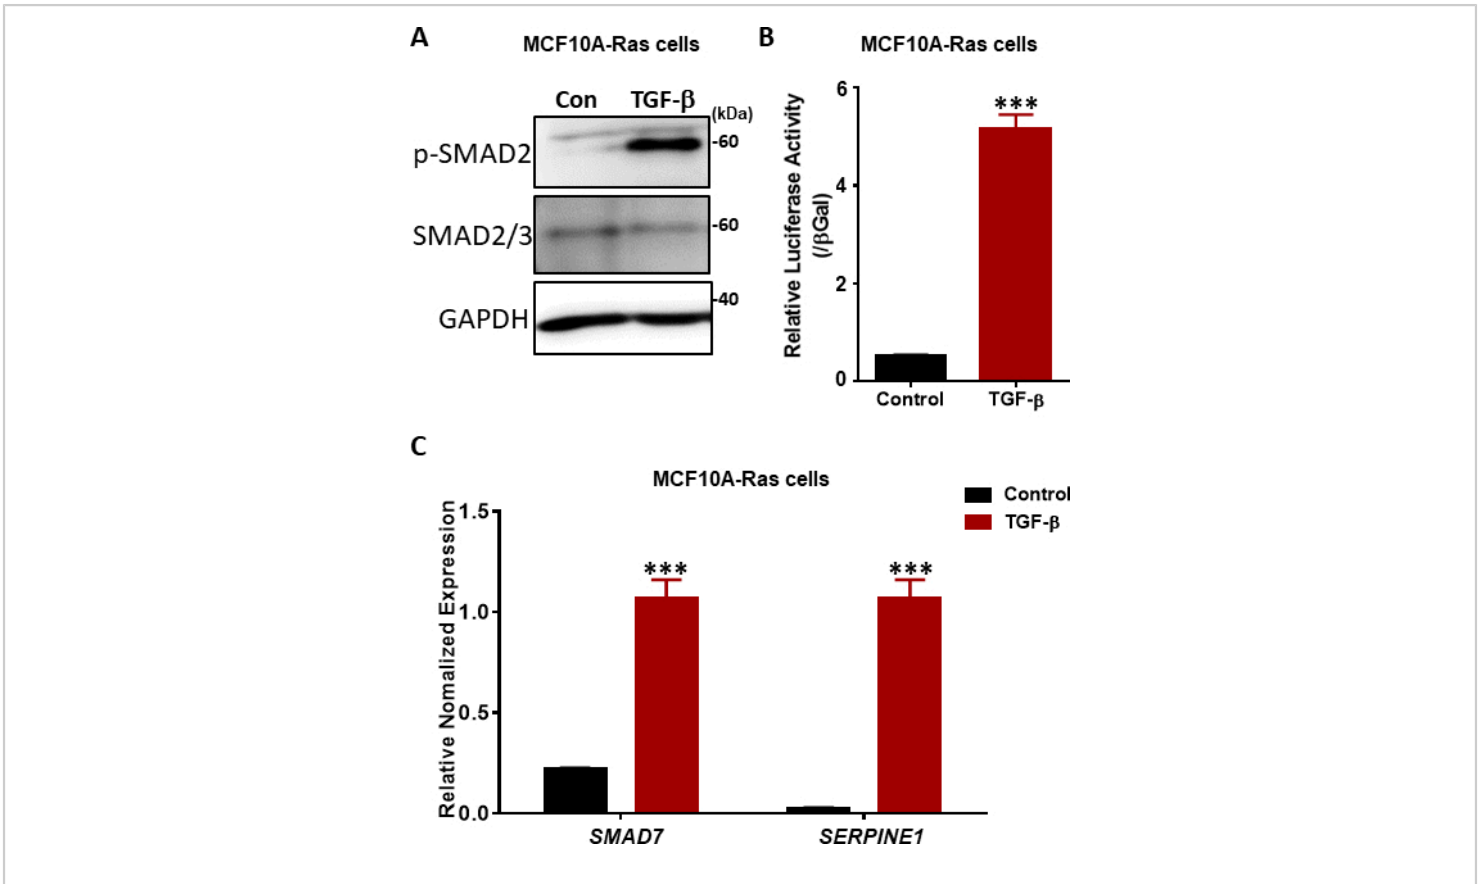 A
MCF10A-Ras cells
Con TGF-β
(kDa)
p-SMAD2
-60
SMAD2/3
-60
GAPDH
-40
B
MCF10A-Ras cells
Relative Luciferase Activity
(/βGal)
6
***
4
2
0
Control TGF-β
C
MCF10A-Ras cells
Control
TGF-β
Relative Nomalized Expression
1.5
*** ***
1.0
0.5
0.0
SMAD7 SERPINE1